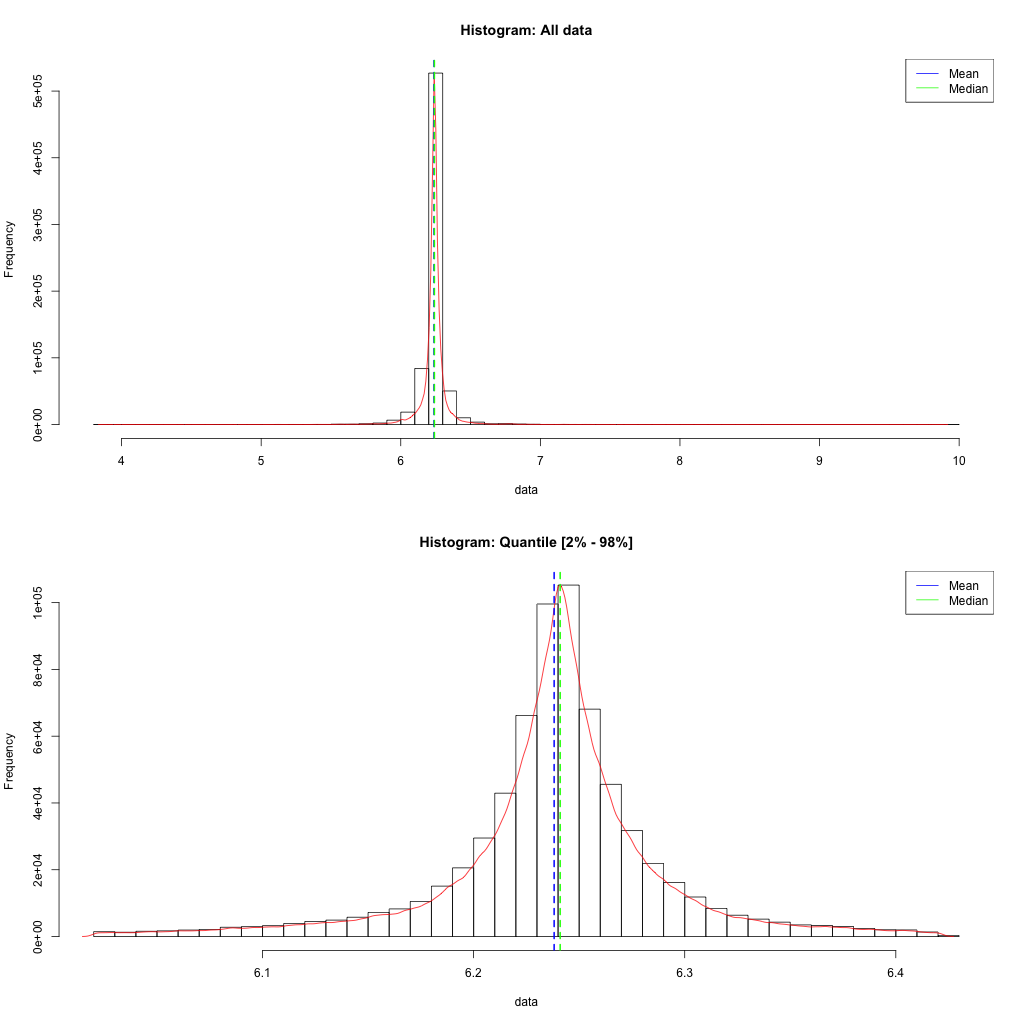 Histogram: All data
Mean
Median
Frequency
5e+05
4e+05
3e+05
2e+05
1e+05
0e+00
4 5 6 7 8 9 10
data
Histogram: Quantile [2% - 98%]
Mean
Median
Frequency
1e+05
8e+04
6e+04
4e+04
2e+04
0e+00
6.1 6.2 6.3 6.4
data